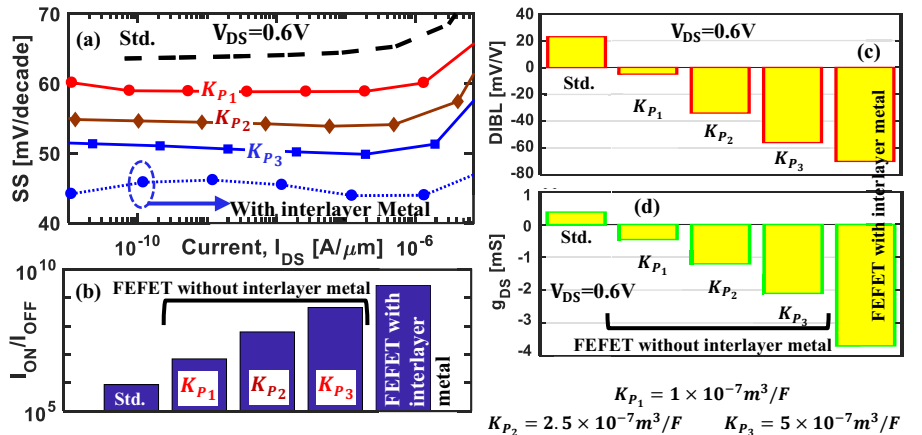 70
60
50
40
SS [mV/decade]
(a)
Std.
V_DS=0.6V
K_P1
K_P2
K_P3
With interlayer Metal
10^-10
10^-6
Current, I_DS [A/μm]
10^10
10^5
I_ON/I_OFF
(b)
FEFET without interlayer metal
Std.
K_P1
K_P2
K_P3
FEFET with
interlayer
metal
40
20
0
-20
-40
-60
-80
DIBL [mV/V]
V_DS=0.6V
(c)
Std.
K_P1
K_P2
K_P3
FEFET with interlayer metal
1
0
-1
-2
-3
-4
g_DS [mS]
(d)
Std.
K_P1
K_P2
K_P3
V_DS=0.6V
FEFET without interlayer metal
K_P1 = 1 × 10^-7 m^3/F
K_P2 = 2.5 × 10^-7 m^3/F K_P3 = 5 × 10^-7 m^3/F